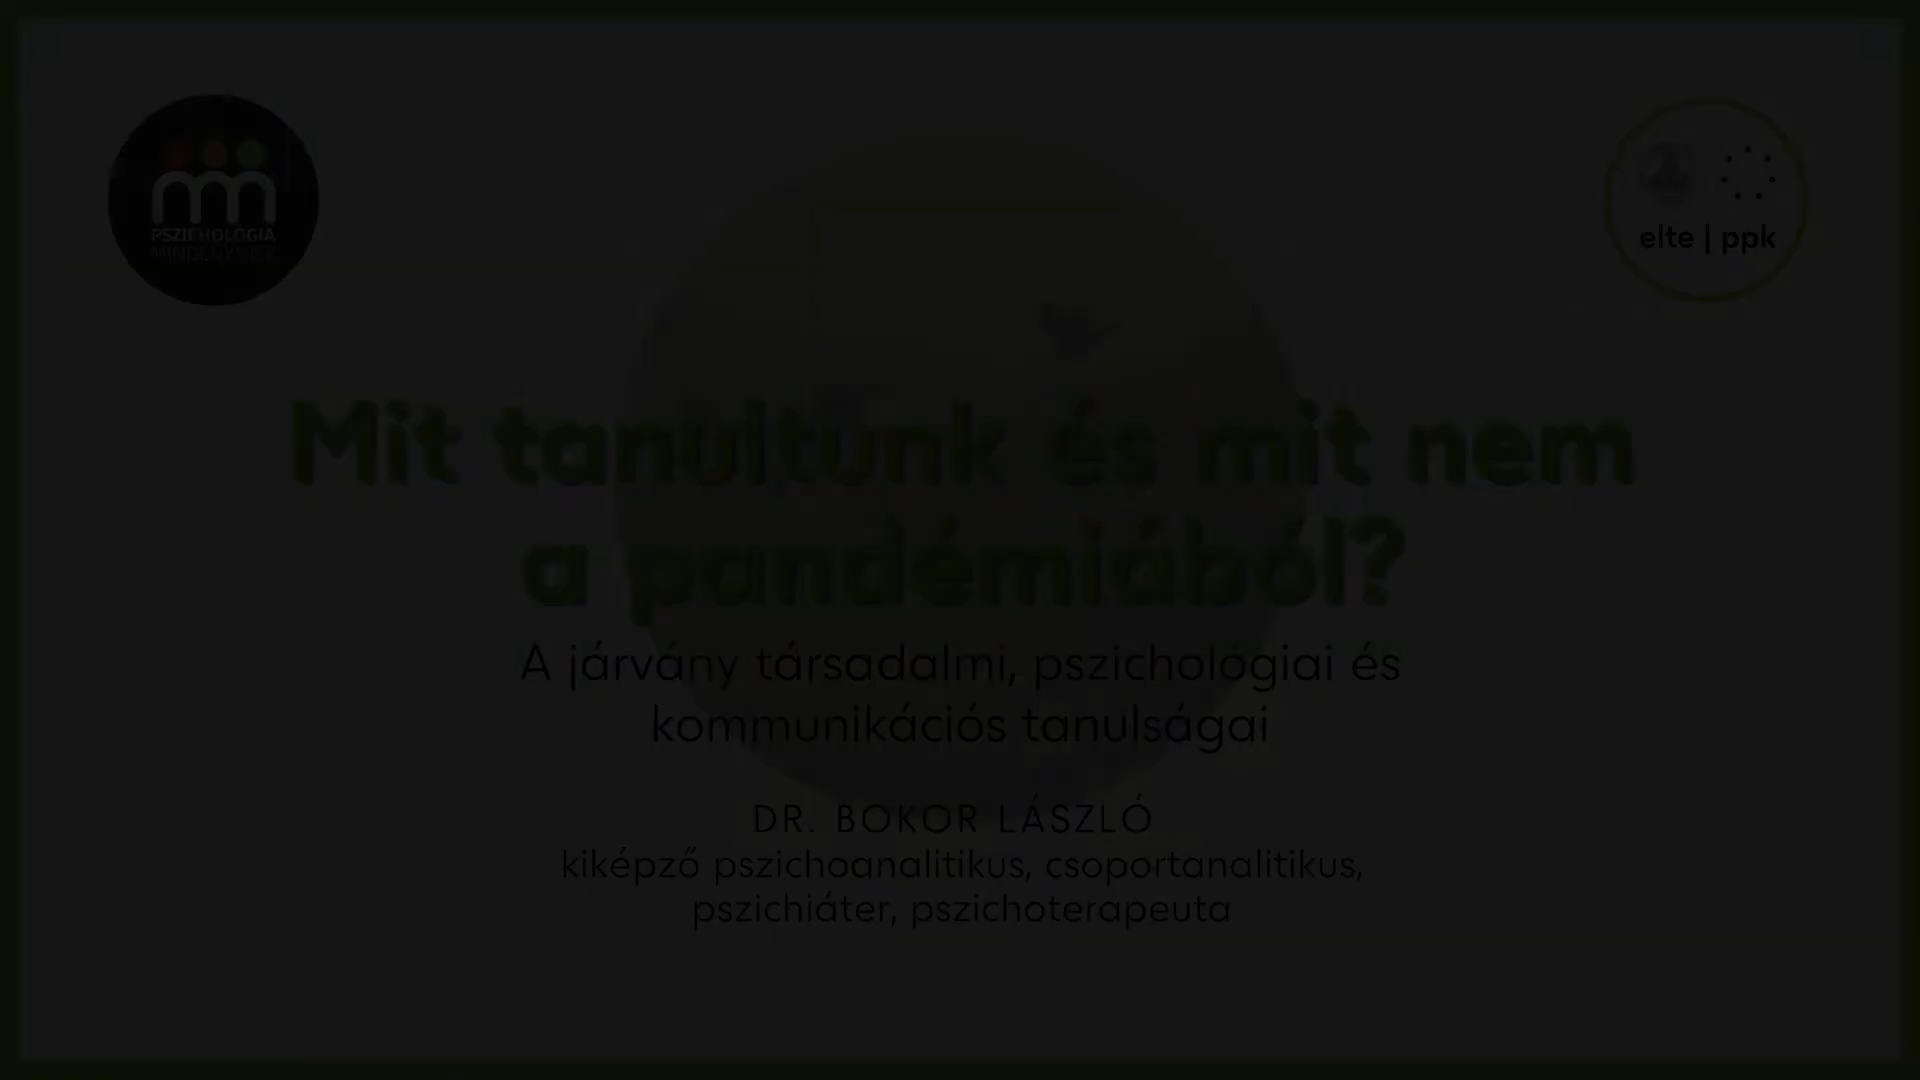 PSZICHOLÓGIA
MINDENKINEK
elte | ppk
Mit tanultunk és mit nem
a pandémiából?
A járvány társadalmi, pszichológiai és
kommunikációs tanulságai
DR. BOKOR LÁSZLÓ
kiképző pszichoanalitikus, csoportanalitikus,
pszichiáter, pszichoterapeuta